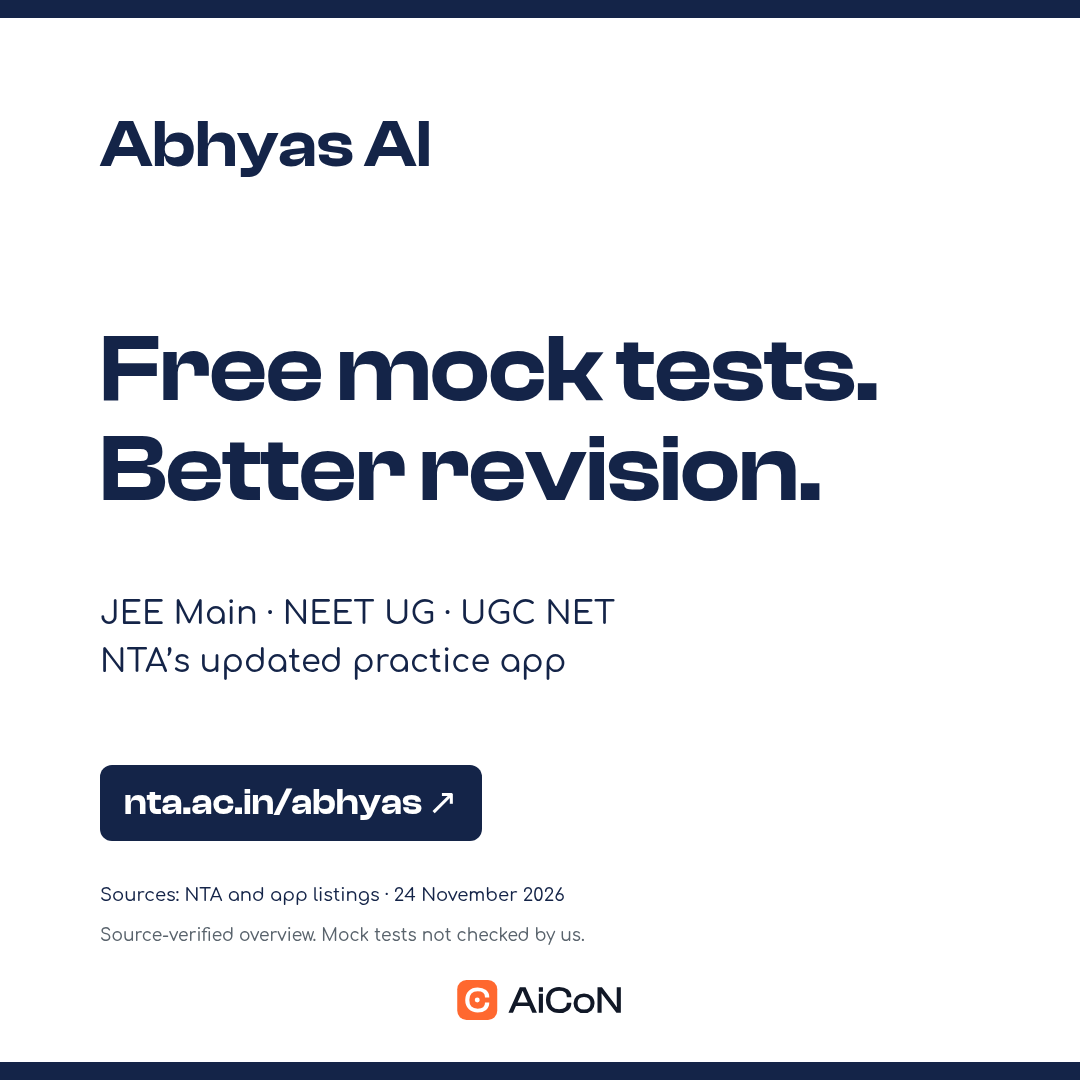 Abhyas AI
Free mock tests.
Better revision.
JEE Main · NEET UG · UGC NET
NTA’s updated practice app
nta.ac.in/abhyas ↗
Sources: NTA and app listings · 24 November 2026
Source-verified overview. Mock tests not checked by us.
AiCoN